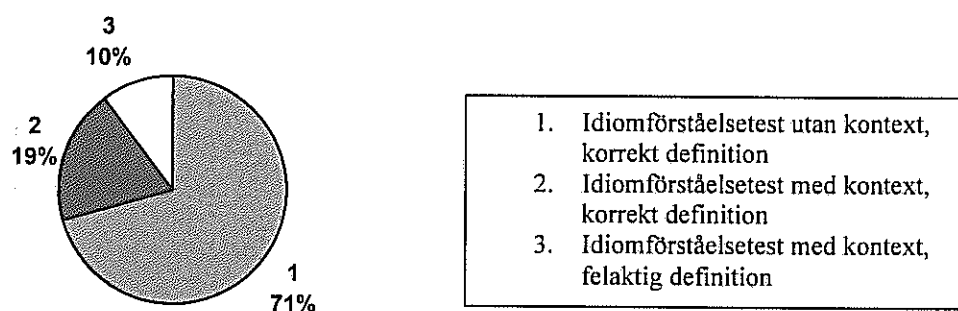 3
10%
2
19%
1
71%
1. Idiomförståelsetest utan kontext,
korrekt definition
2. Idiomförståelsetest med kontext,
korrekt definition
3. Idiomförståelsetest med kontext,
felaktig definition